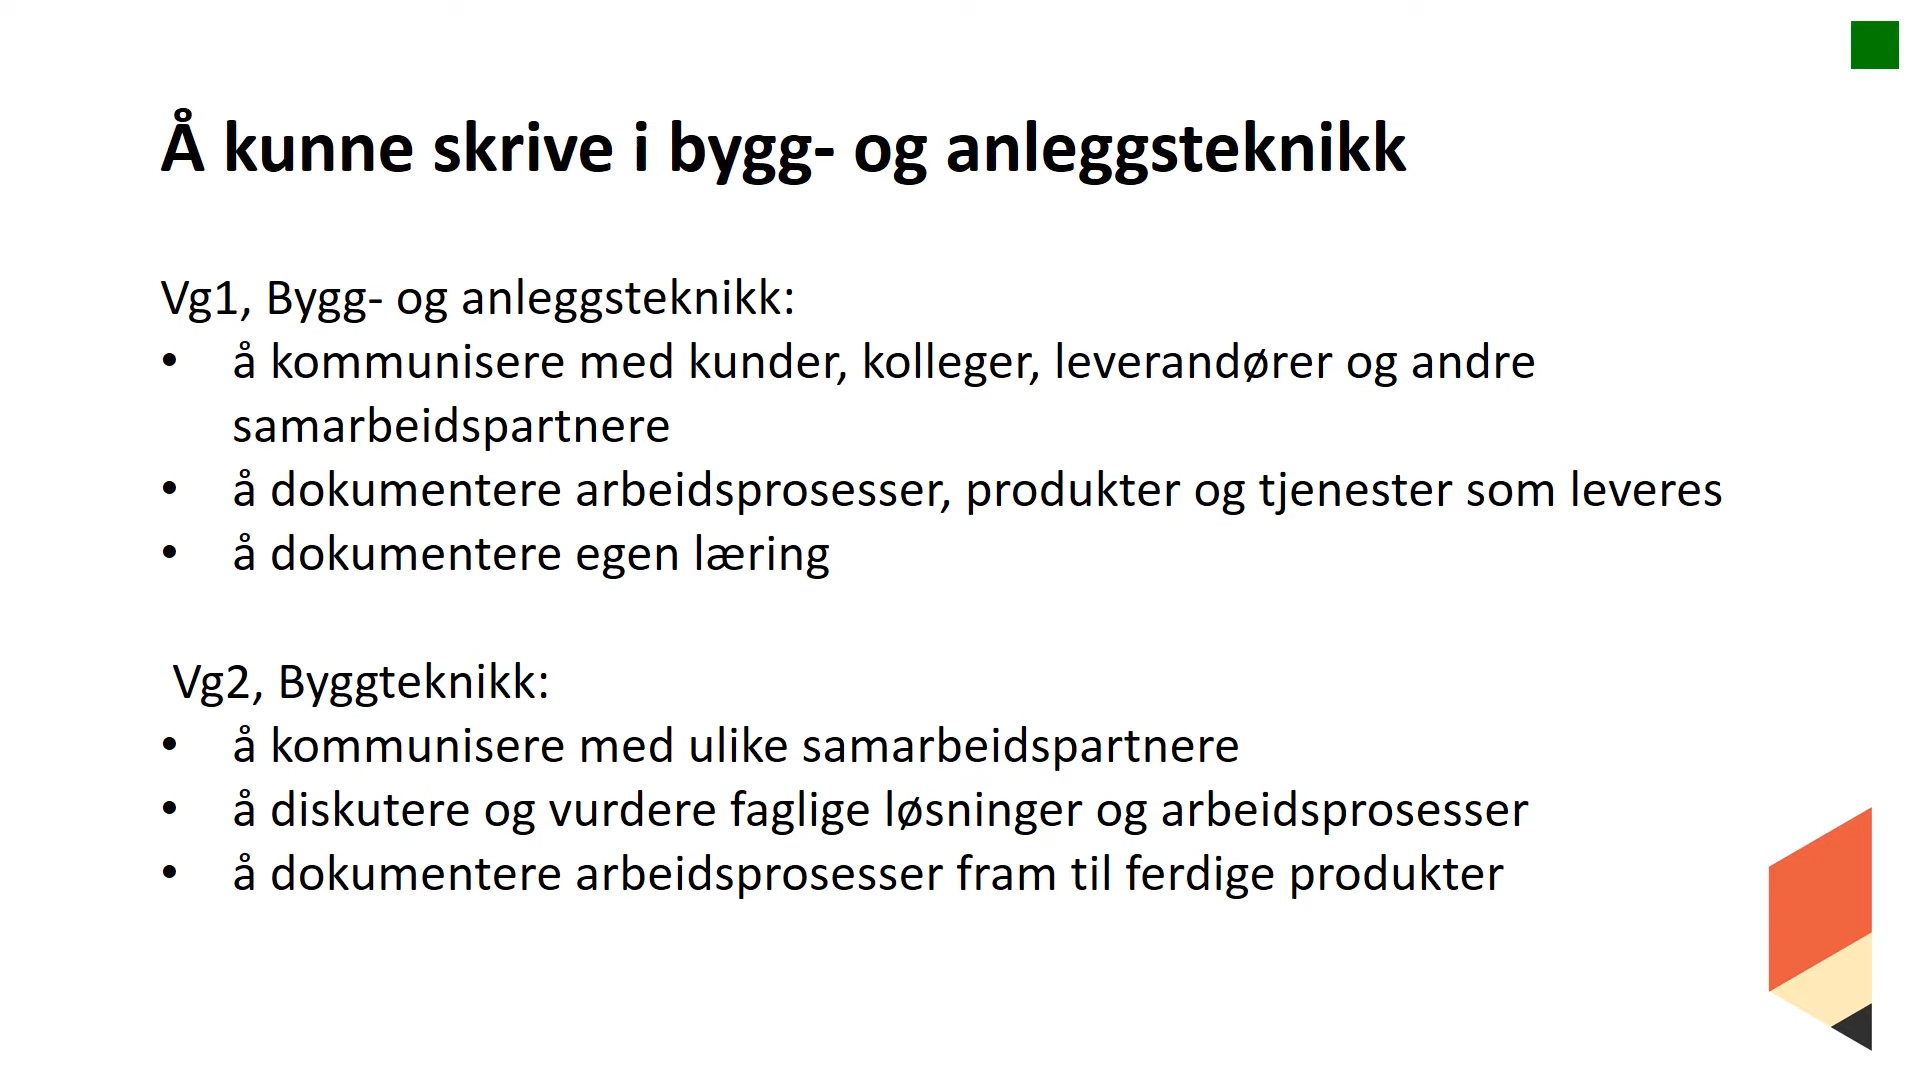 Å kunne skrive i bygg- og anleggsteknikk
Vg1, Bygg- og anleggsteknikk:
• å kommunisere med kunder, kolleger, leverandører og andre
samarbeidspartnere
• å dokumentere arbeidsprosesser, produkter og tjenester som leveres
• å dokumentere egen læring
Vg2, Byggteknikk:
• å kommunisere med ulike samarbeidspartnere
• å diskutere og vurdere faglige løsninger og arbeidsprosesser
• å dokumentere arbeidsprosesser fram til ferdige produkter